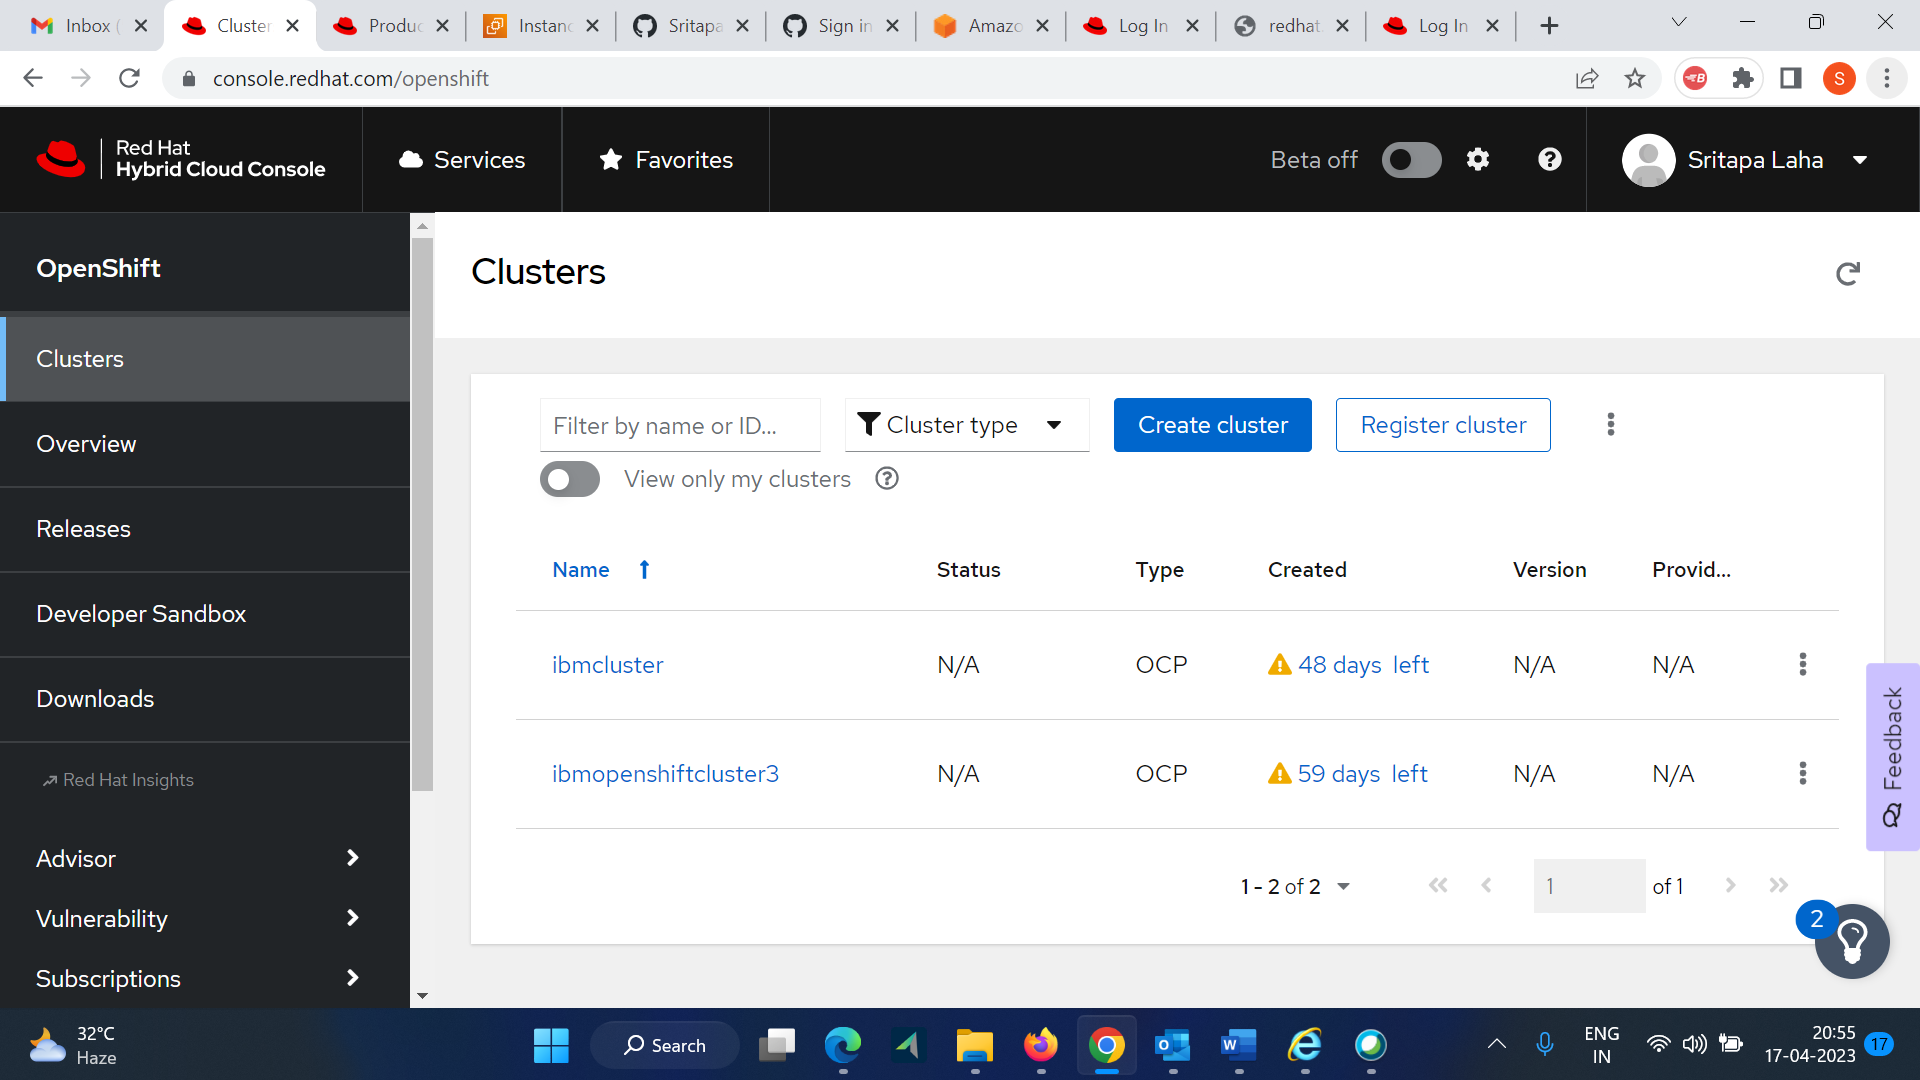 Inbox (
Cluster
Produc
Instanc
Sritapa
Sign in
Amazo
Log In
redhat.
Log In
console.redhat.com/openshift
B
S
Red Hat
Hybrid Cloud Console
Services
Favorites
Beta off
Sritapa Laha
OpenShift
Clusters
Overview
Releases
Developer Sandbox
Downloads
Red Hat Insights
Advisor
Vulnerability
Subscriptions
Clusters
Filter by name or ID...
Cluster type
Create cluster
Register cluster
View only my clusters
Name Status Type Created Version Provid...
ibmcluster N/A OCP 48 days left N/A N/A
ibmopenshiftcluster3 N/A OCP 59 days left N/A N/A
1 - 2 of 2
1 of 1
Feedback
2
32°C
Haze
Search
ENG
IN
20:55
17-04-2023
17